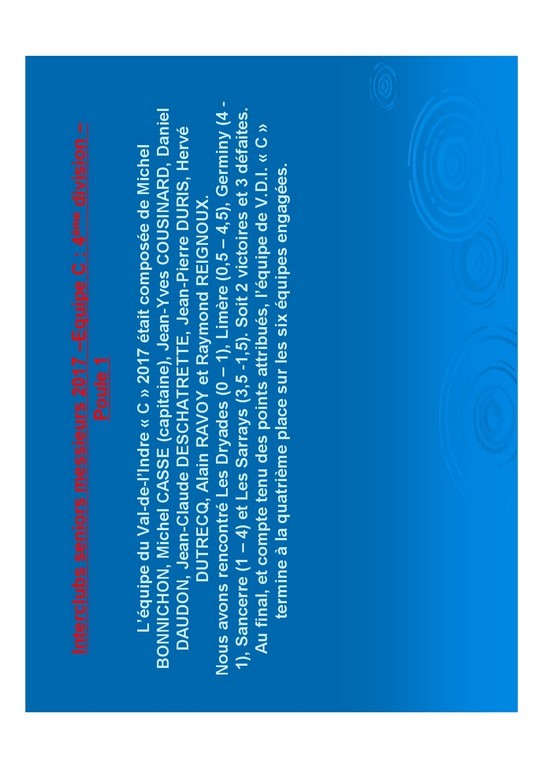 Interclubs seniors messieurs 2017 –Equipe C : 4ème division –
Poule 1
L'équipe du Val-de-l'Indre « C » 2017 était composée de Michel
BONNICHON, Michel CASSE (capitaine), Jean-Yves COUSINARD, Daniel
DAUDON, Jean-Claude DESCHATRETTE, Jean-Pierre DURIS, Hervé
DUTRECQ, Alain RAVOY et Raymond REIGNOUX.
Nous avons rencontré Les Dryades (0 – 1), Limère (0,5 – 4,5), Germiny (4 -
1), Sancerre (1 – 4) et Les Sarrays (3,5 -1,5). Soit 2 victoires et 3 défaites.
Au final, et compte tenu des points attribués, l'équipe de V.D.I. « C »
termine à la quatrième place sur les six équipes engagées.